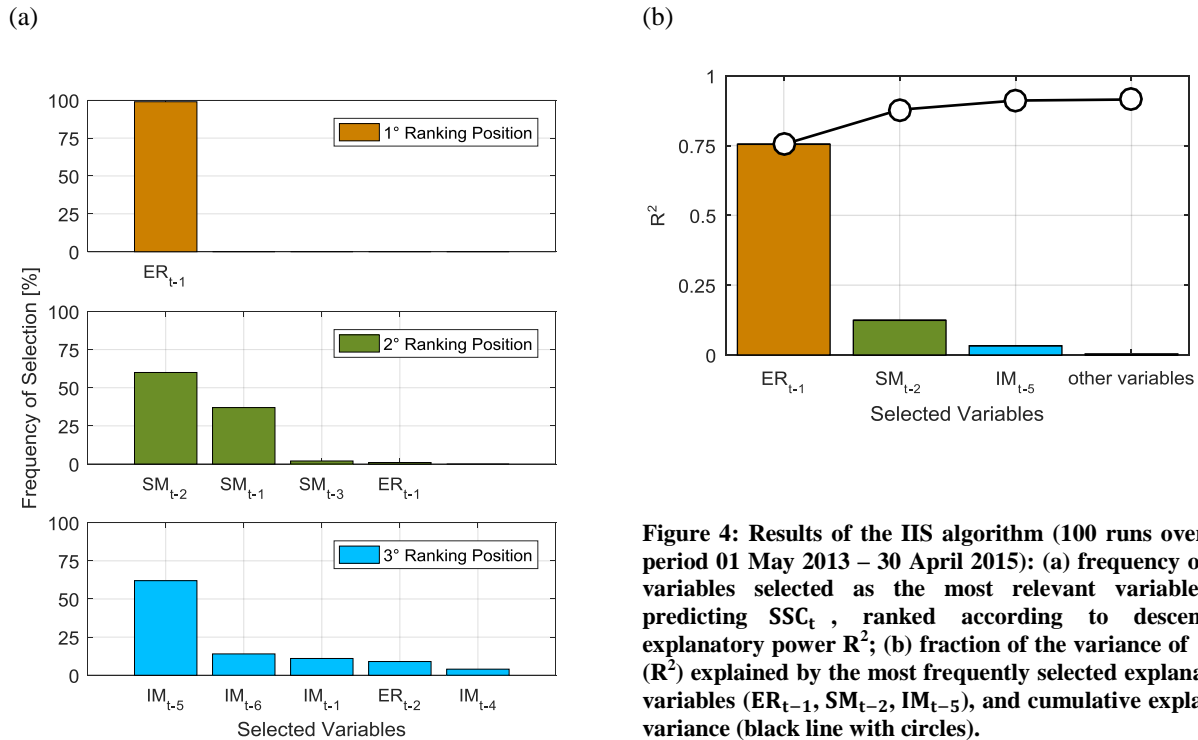 (a)
100
75
50
25
0
1° Ranking Position
ER_{t-1}
100
75
50
25
0
2° Ranking Position
SM_{t-2} SM_{t-1} SM_{t-3} ER_{t-1}
100
75
50
25
0
3° Ranking Position
IM_{t-5} IM_{t-6} IM_{t-1} ER_{t-2} IM_{t-4}
Selected Variables
Frequency of Selection [%]
(b)
1
0.75
0.5
0.25
0
R²
ER_{t-1} SM_{t-2} IM_{t-5} other variables
Selected Variables
Figure 4: Results of the IIS algorithm (100 runs over
period 01 May 2013 – 30 April 2015): (a) frequency o
variables selected as the most relevant variable
predicting SSC_t , ranked according to descen
explanatory power R²; (b) fraction of the variance of
(R²) explained by the most frequently selected explana
variables (ER_{t−1}, SM_{t−2}, IM_{t−5}), and cumulative expla
variance (black line with circles).